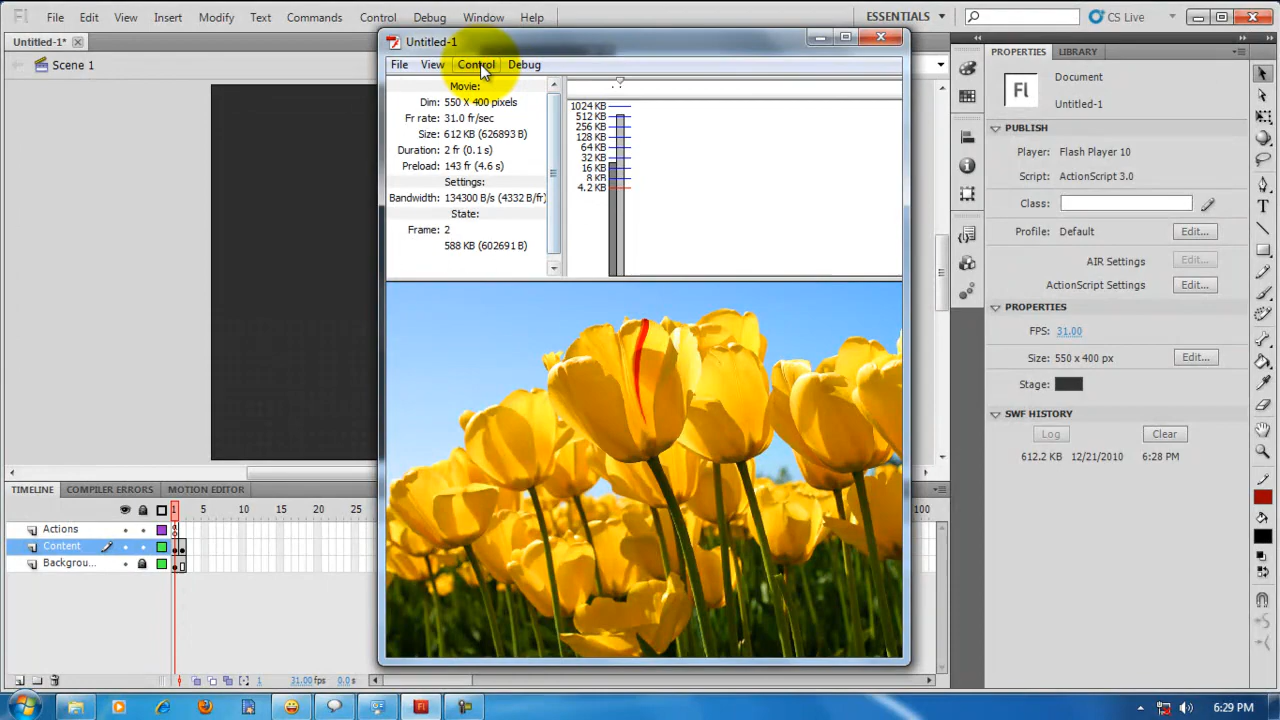 Fl File Edit View Insert Modify Text Commands Control Debug Window Help ESSENTIALS CS Live
Untitled-1*
Scene 1
Untitled-1
File View Control Debug
Movie:
Dim: 550 X 400 pixels
Fr rate: 31.0 fr/sec
Size: 612 KB (626893 B)
Duration: 2 fr (0.1 s)
Preload: 143 fr (4.6 s)
Settings:
Bandwidth: 134300 B/s (4332 B/fr)
State:
Frame: 2
588 KB (602691 B)
1024 KB
512 KB
256 KB
128 KB
64 KB
32 KB
16 KB
8 KB
4.2 KB
PROPERTIES LIBRARY
Fl
Document
Untitled-1
PUBLISH
Player: Flash Player 10
Script: ActionScript 3.0
Class:
Profile: Default Edit...
AIR Settings Edit...
ActionScript Settings Edit...
PROPERTIES
FPS: 31.00
Size: 550 x 400 px Edit...
Stage:
SWF HISTORY
Log Clear
612.2 KB 12/21/2010 6:28 PM
TIMELINE COMPILER ERRORS MOTION EDITOR
1 5 10 15 20 25 100
Actions
Content
Backgrou...
1 31.00fps 0.0s
Fl
6:29 PM